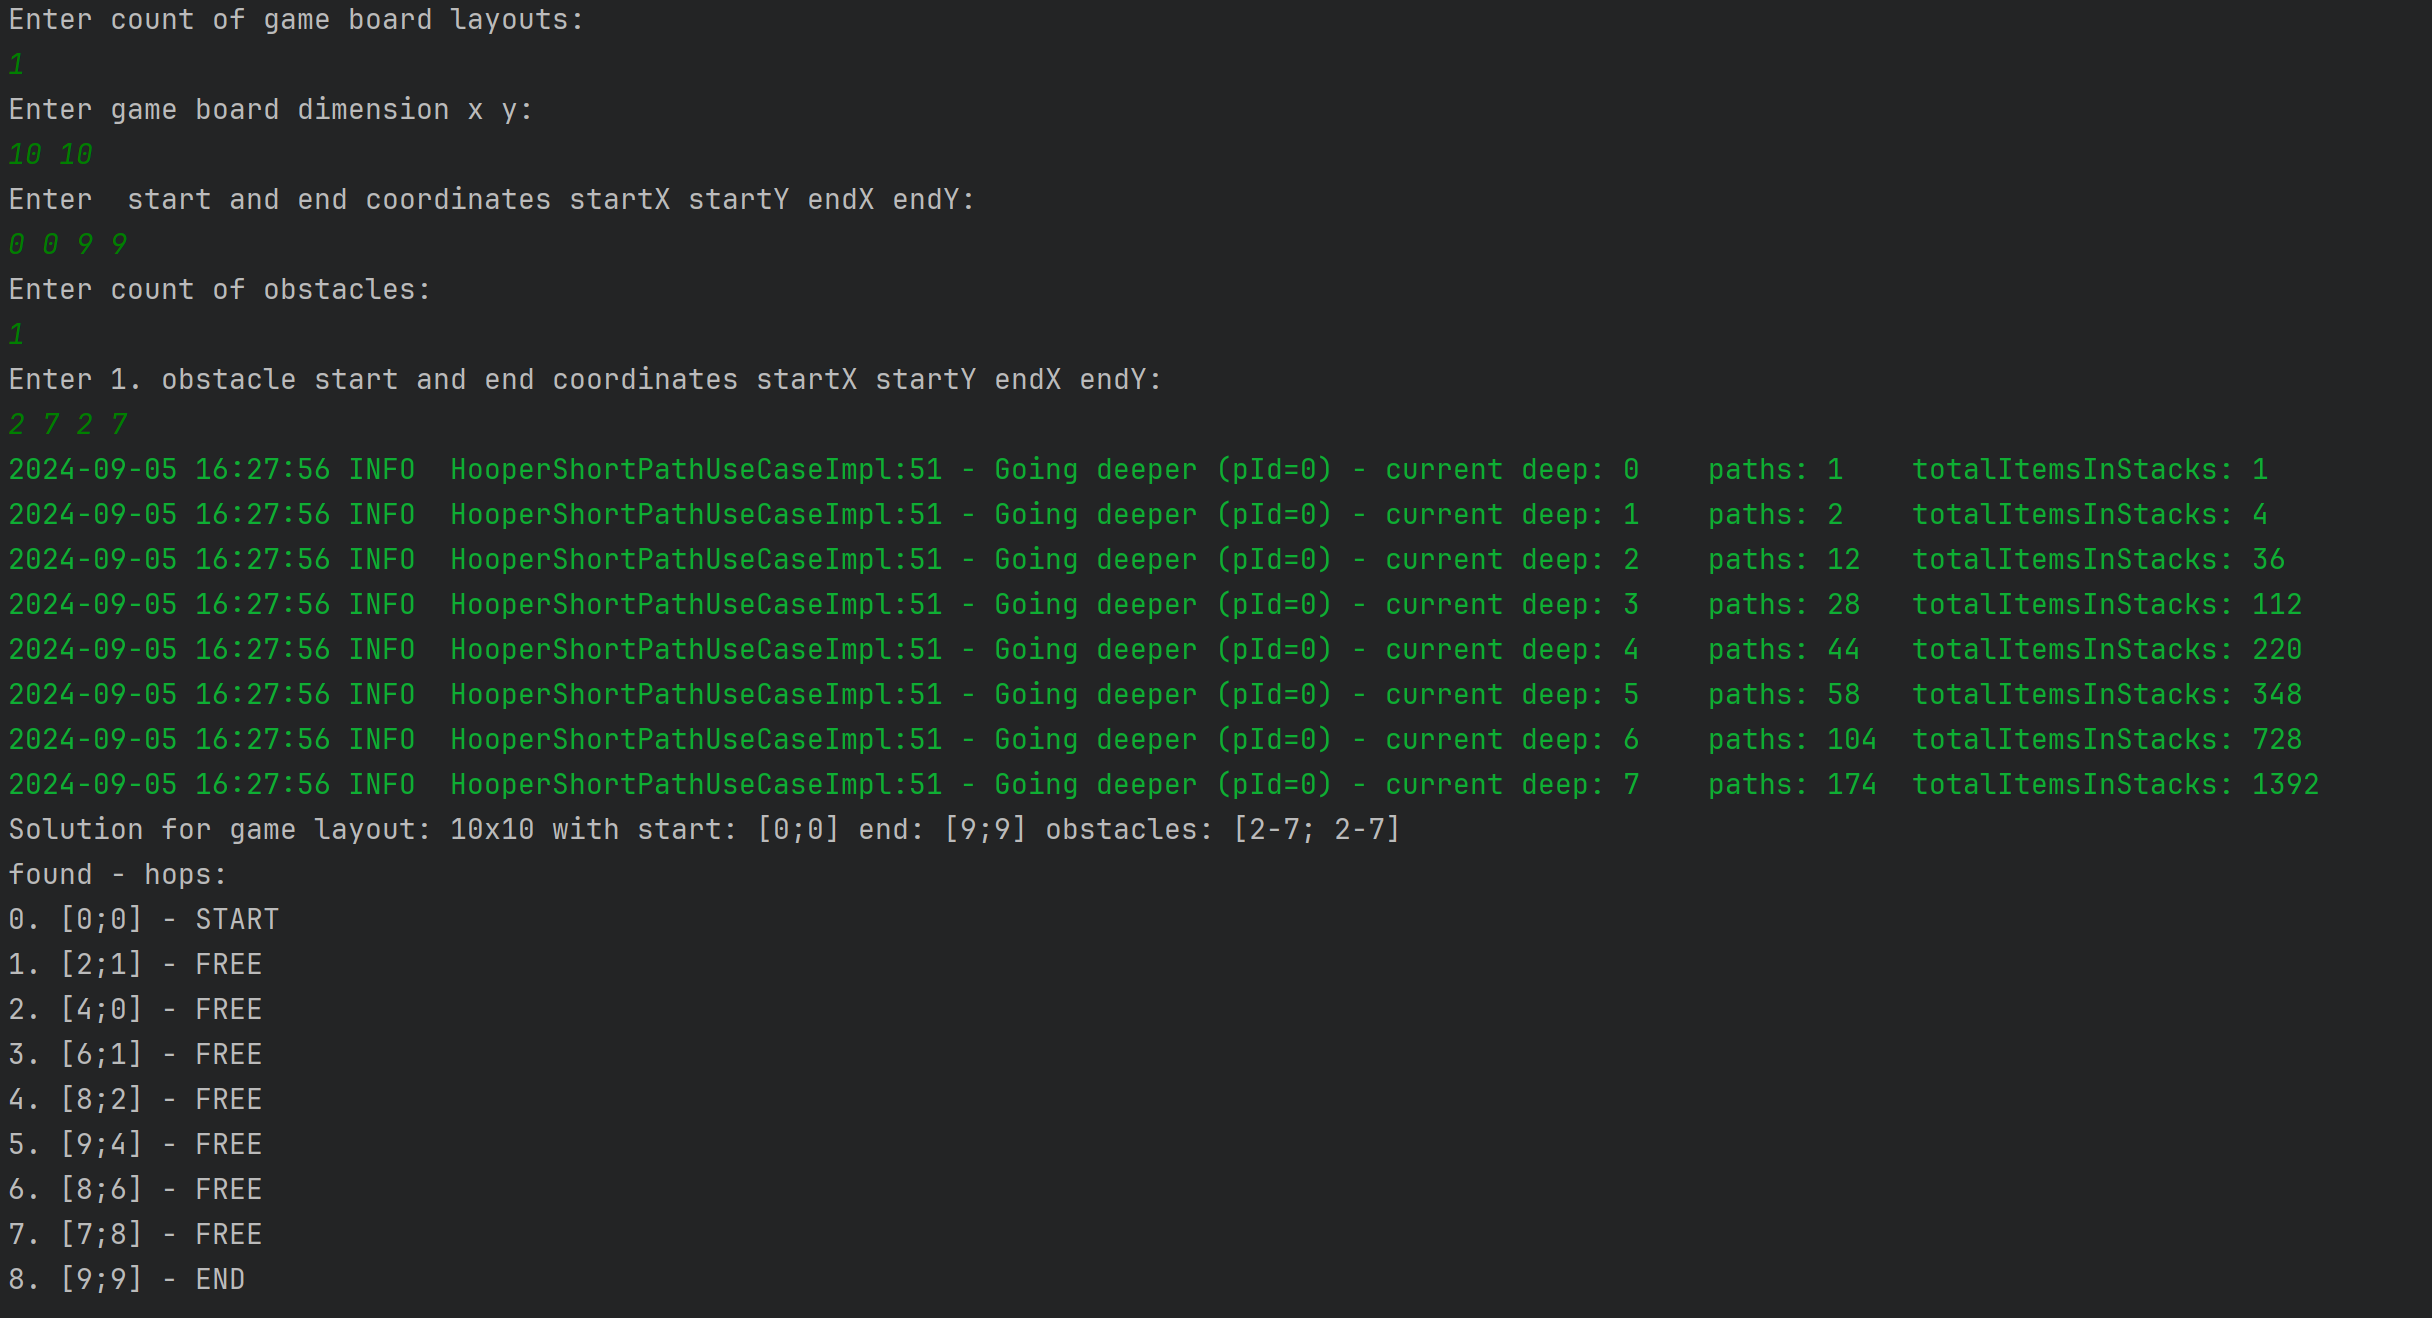 Enter count of game board layouts:
1
Enter game board dimension x y:
10 10
Enter  start and end coordinates startX startY endX endY:
0 0 9 9
Enter count of obstacles:
1
Enter 1. obstacle start and end coordinates startX startY endX endY:
2 7 2 7
2024-09-05 16:27:56 INFO  HooperShortPathUseCaseImpl:51 - Going deeper (pId=0) - current deep: 0    paths: 1    totalItemsInStacks: 1
2024-09-05 16:27:56 INFO  HooperShortPathUseCaseImpl:51 - Going deeper (pId=0) - current deep: 1    paths: 2    totalItemsInStacks: 4
2024-09-05 16:27:56 INFO  HooperShortPathUseCaseImpl:51 - Going deeper (pId=0) - current deep: 2    paths: 12   totalItemsInStacks: 36
2024-09-05 16:27:56 INFO  HooperShortPathUseCaseImpl:51 - Going deeper (pId=0) - current deep: 3    paths: 28   totalItemsInStacks: 112
2024-09-05 16:27:56 INFO  HooperShortPathUseCaseImpl:51 - Going deeper (pId=0) - current deep: 4    paths: 44   totalItemsInStacks: 220
2024-09-05 16:27:56 INFO  HooperShortPathUseCaseImpl:51 - Going deeper (pId=0) - current deep: 5    paths: 58   totalItemsInStacks: 348
2024-09-05 16:27:56 INFO  HooperShortPathUseCaseImpl:51 - Going deeper (pId=0) - current deep: 6    paths: 104  totalItemsInStacks: 728
2024-09-05 16:27:56 INFO  HooperShortPathUseCaseImpl:51 - Going deeper (pId=0) - current deep: 7    paths: 174  totalItemsInStacks: 1392
Solution for game layout: 10x10 with start: [0;0] end: [9;9] obstacles: [2-7; 2-7]
found - hops:
0. [0;0] - START
1. [2;1] - FREE
2. [4;0] - FREE
3. [6;1] - FREE
4. [8;2] - FREE
5. [9;4] - FREE
6. [8;6] - FREE
7. [7;8] - FREE
8. [9;9] - END